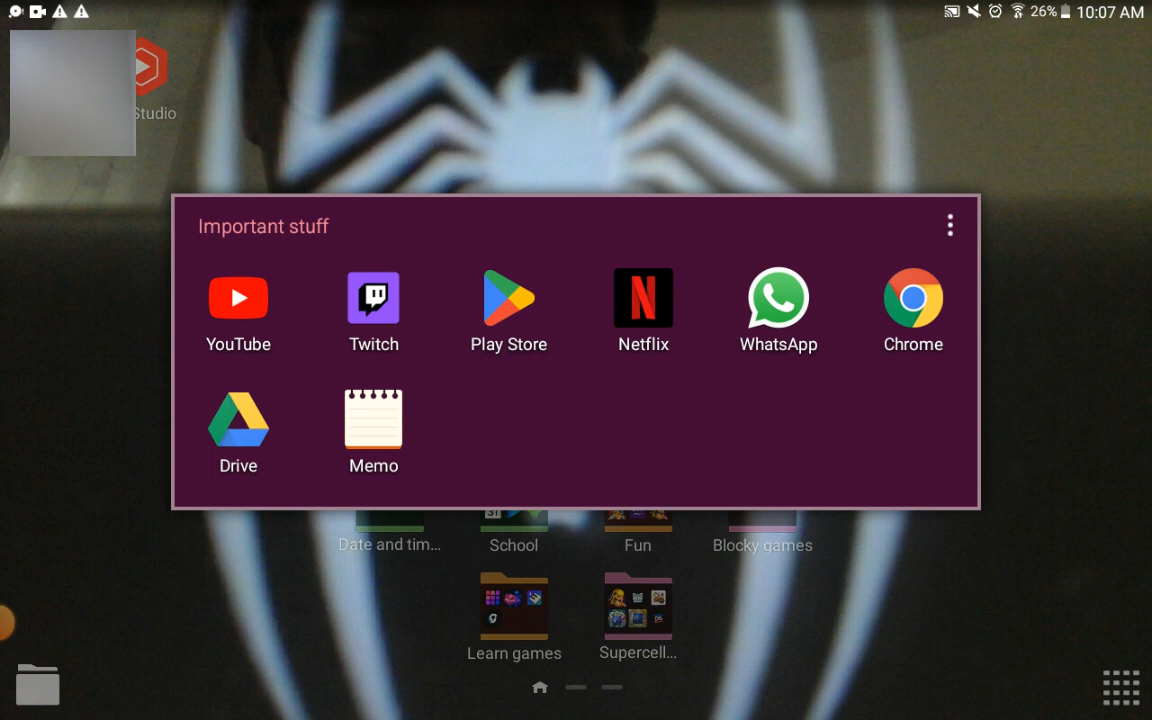 26% 10:07 AM
Studio
Important stuff
YouTube Twitch Play Store Netflix WhatsApp Chrome
Drive Memo
31
Date and tim... School Fun Blocky games
Learn games Supercell...